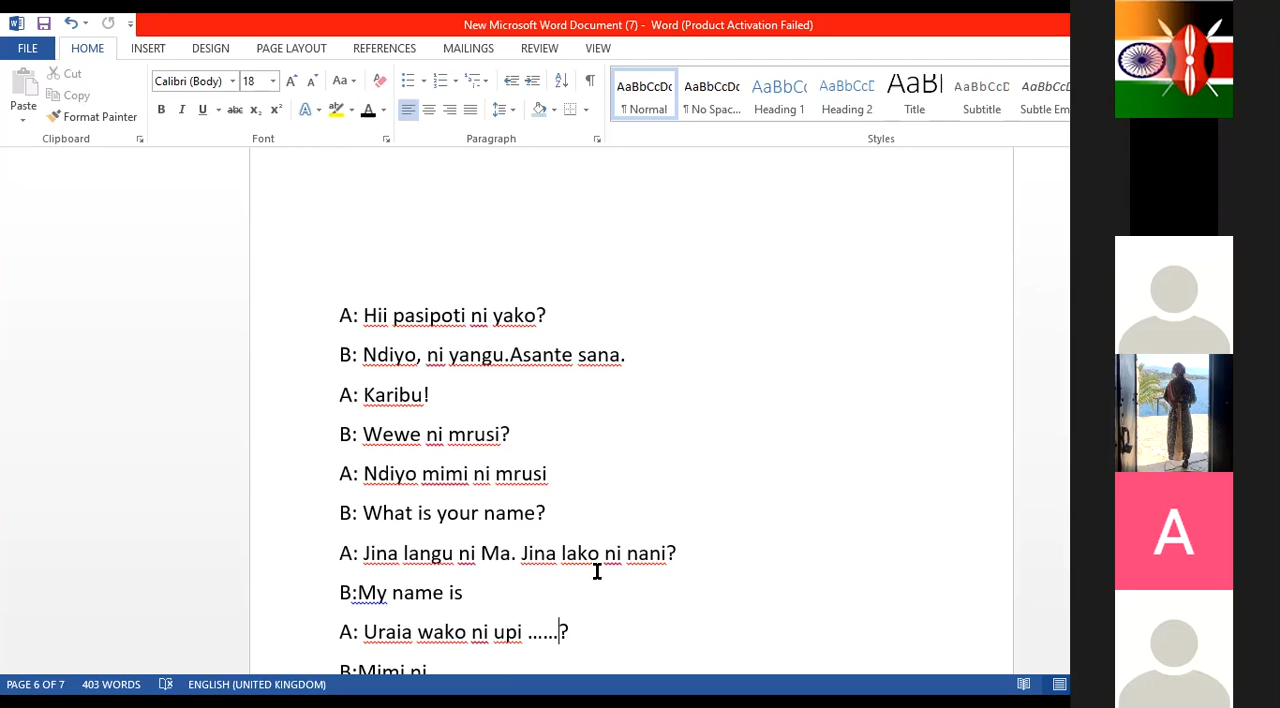 New Microsoft Word Document (7) - Word (Product Activation Failed)
FILE HOME INSERT DESIGN PAGE LAYOUT REFERENCES MAILINGS REVIEW VIEW
Cut
Copy
Format Painter
Paste
Clipboard
Calibri (Body) 18
Font
Paragraph
AaBbCcDc AaBbCcDc AaBbCc AaBbCcD AaBl AaBbCcD AaBbCcD
¶ Normal ¶ No Spac... Heading 1 Heading 2 Title Subtitle Subtle Em
Styles
A: Hii pasipoti ni yako?
B: Ndiyo, ni yangu.Asante sana.
A: Karibu!
B: Wewe ni mrusi?
A: Ndiyo mimi ni mrusi
B: What is your name?
A: Jina langu ni Ma. Jina lako ni nani?
B:My name is
A: Uraia wako ni upi ......?
B:Mimi ni
A
PAGE 6 OF 7 403 WORDS ENGLISH (UNITED KINGDOM)